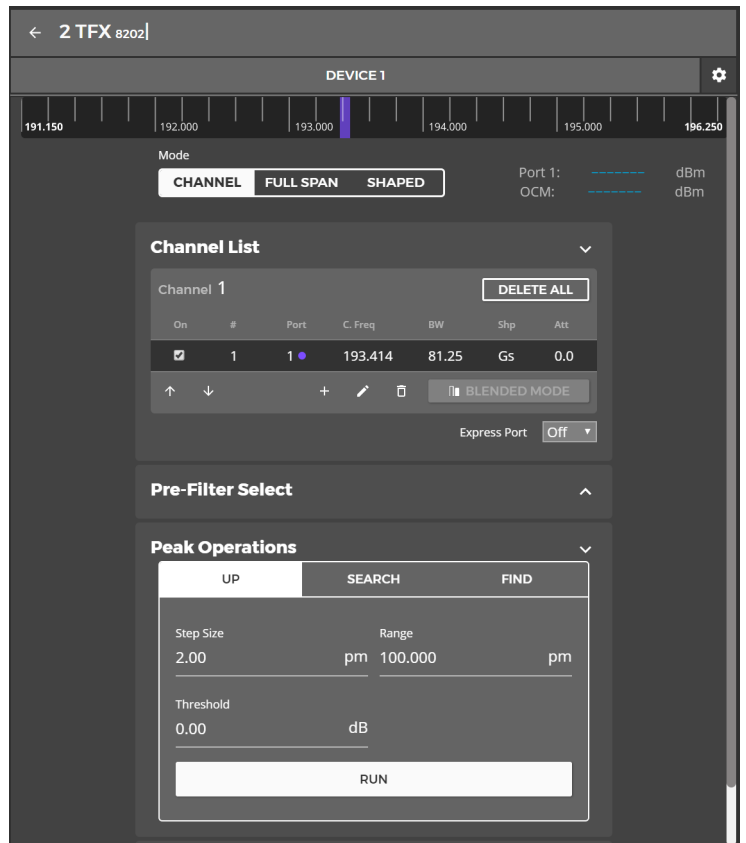 2 TFX 8202
DEVICE 1
191.150 192.000 193.000 194.000 195.000 196.250
Mode
CHANNEL FULL SPAN SHAPED
Port 1: ------- dBm
OCM: ------- dBm
Channel List
Channel 1 DELETE ALL
On # Port C. Freq BW Shp Att
1 1 193.414 81.25 Gs 0.0
BLENDED MODE
Express Port Off
Pre-Filter Select
Peak Operations
UP SEARCH FIND
Step Size Range
2.00 pm 100.000 pm
Threshold
0.00 dB
RUN